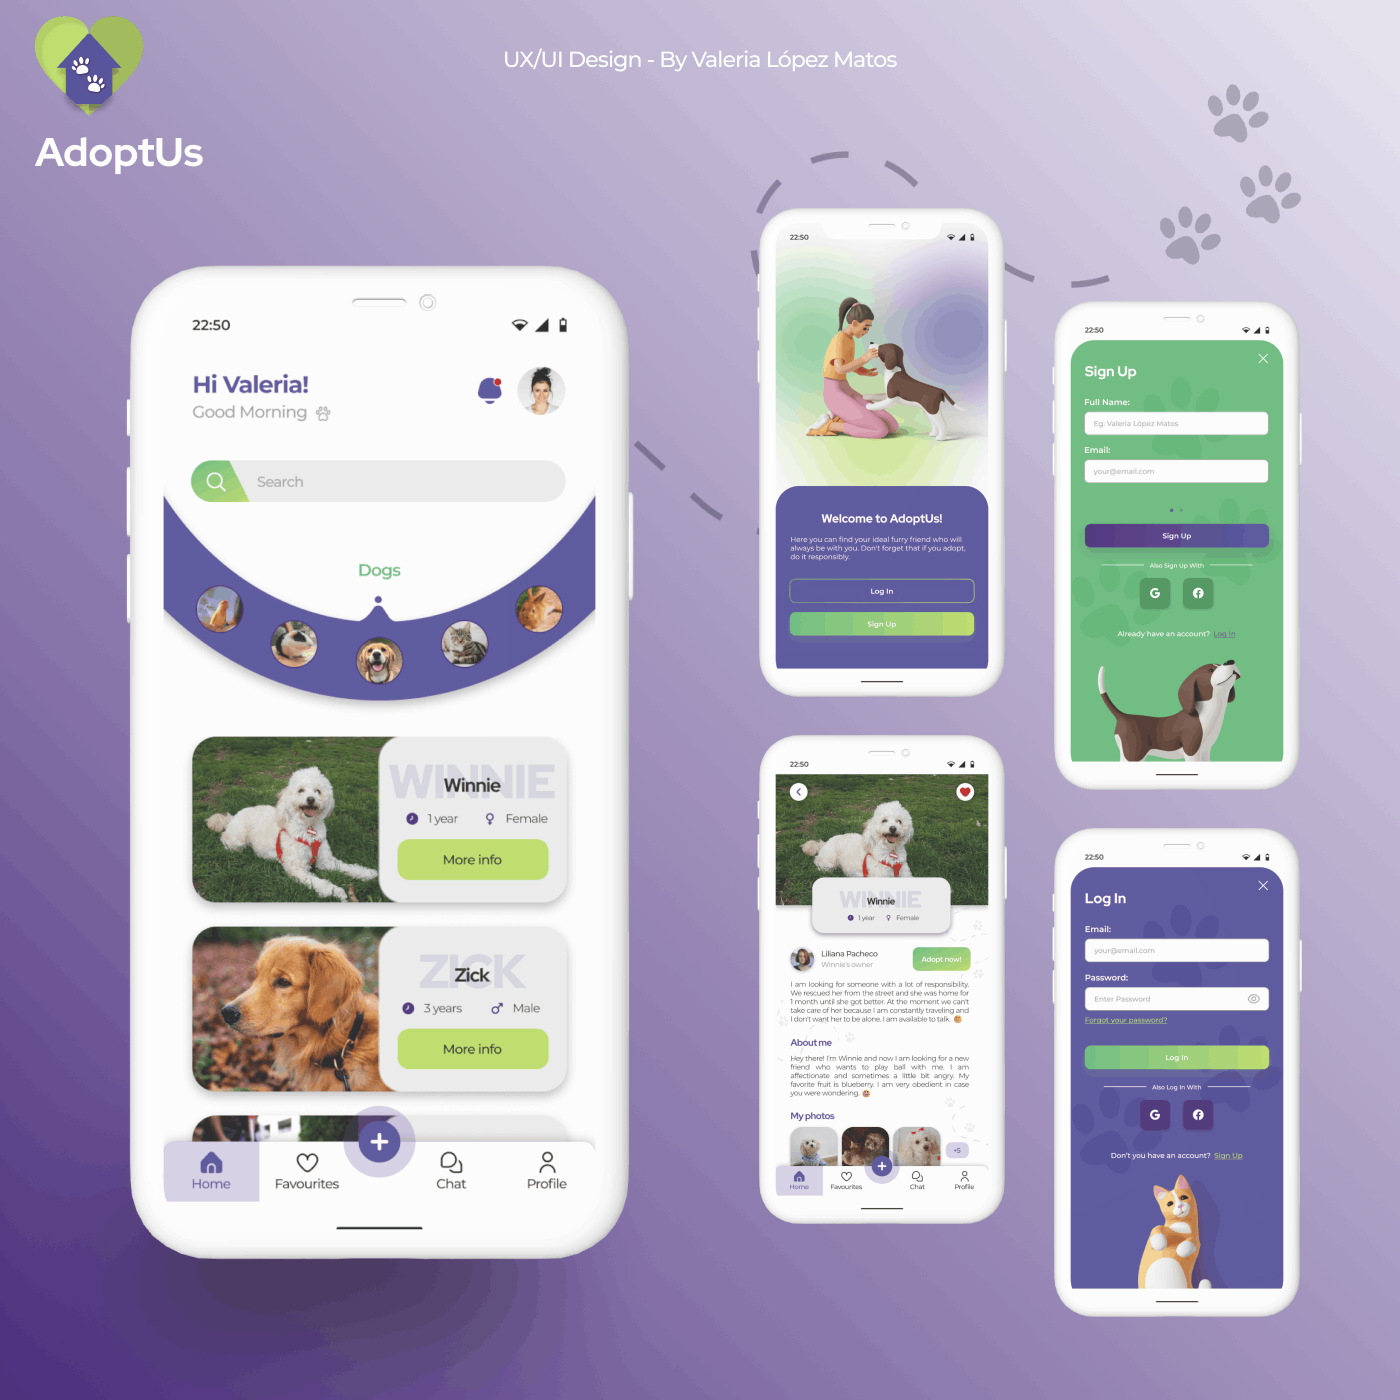 UX/UI Design - By Valeria López Matos
AdoptUs
22:50
Hi Valeria!
Good Morning
Search
Dogs
WINNIE
Winnie
1 year
Female
More info
ZICK
Zick
3 years
Male
More info
Home
Favourites
Chat
Profile
22:50
Welcome to AdoptUs!
Here you can find your ideal furry friend who will
always be with you. Don't forget that if you adopt,
do it responsibly.
Log In
Sign Up
22:50
Sign Up
Full Name:
Eg. Valeria López Matos
Email:
your@email.com
Sign Up
Also Sign Up With
G
Already have an account? Log In
22:50
WINNIE
Winnie
1 year
Female
Liliana Pacheco
Winnie's owner
Adopt now!
I am looking for someone with a lot of responsibility.
We rescued her from the street and she was home for
1 month until she got better. At the moment we can't
take care of her because I am constantly traveling and
I don't want her to be alone. I am available to talk.
About me
Hey there! I'm Winnie and now I am looking for a new
friend who wants to play ball with me. I am
affectionate and sometimes a little bit angry. My
favorite fruit is blueberry. I am very obedient in case
you were wondering.
My photos
+5
Home
Favourites
Chat
Profile
22:50
Log In
Email:
your@email.com
Password:
Enter Password
Forgot your password?
Log In
Also Log In With
G
Don't you have an account? Sign Up